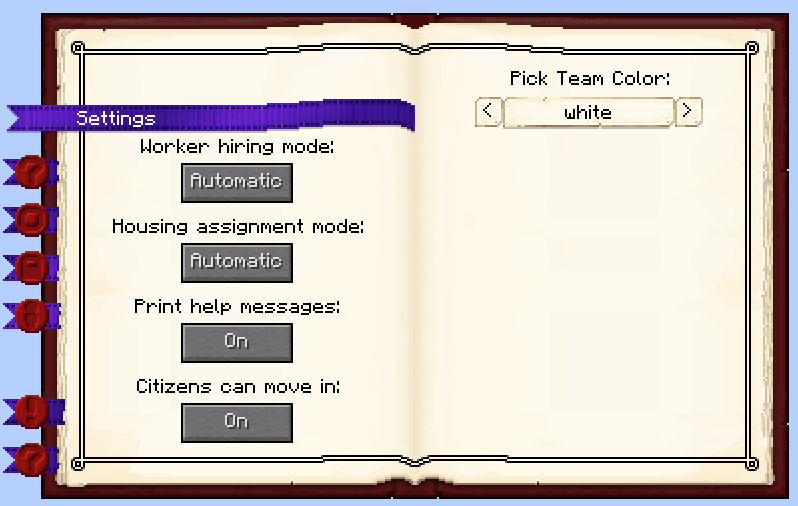 Settings
Worker hiring mode:
Automatic
Housing assignment mode:
Automatic
Print help messages:
On
Citizens can move in:
On
Pick Team Color:
< white >